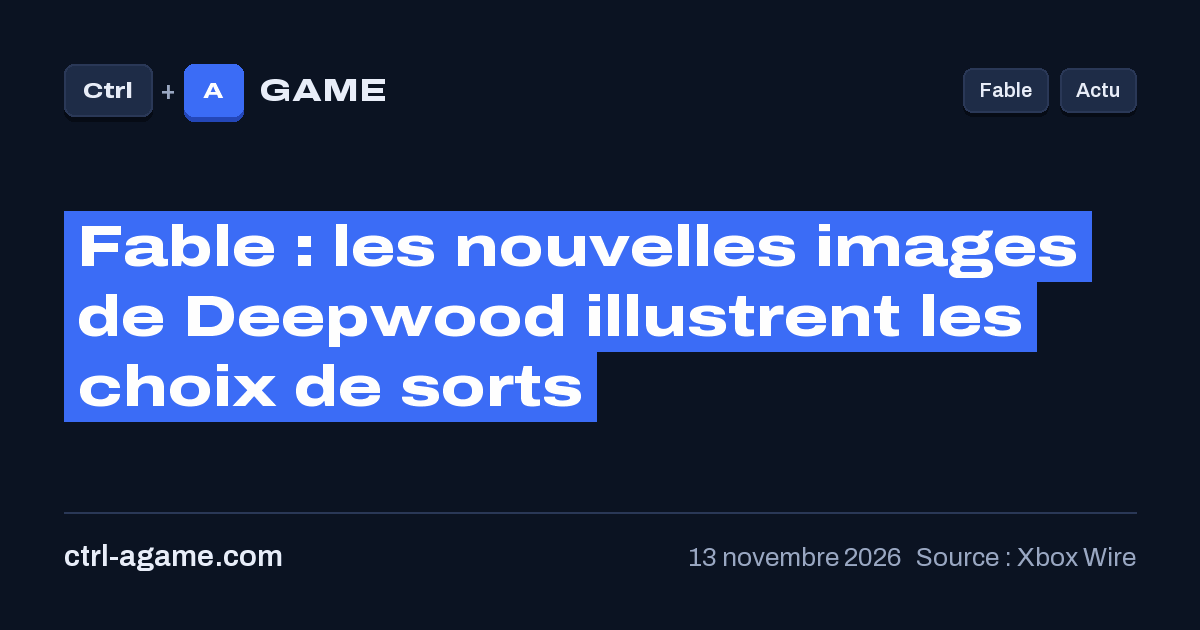 Ctrl + A GAME
Fable Actu
Fable : les nouvelles images
de Deepwood illustrent les
choix de sorts
ctrl-agame.com
13 novembre 2026 Source : Xbox Wire